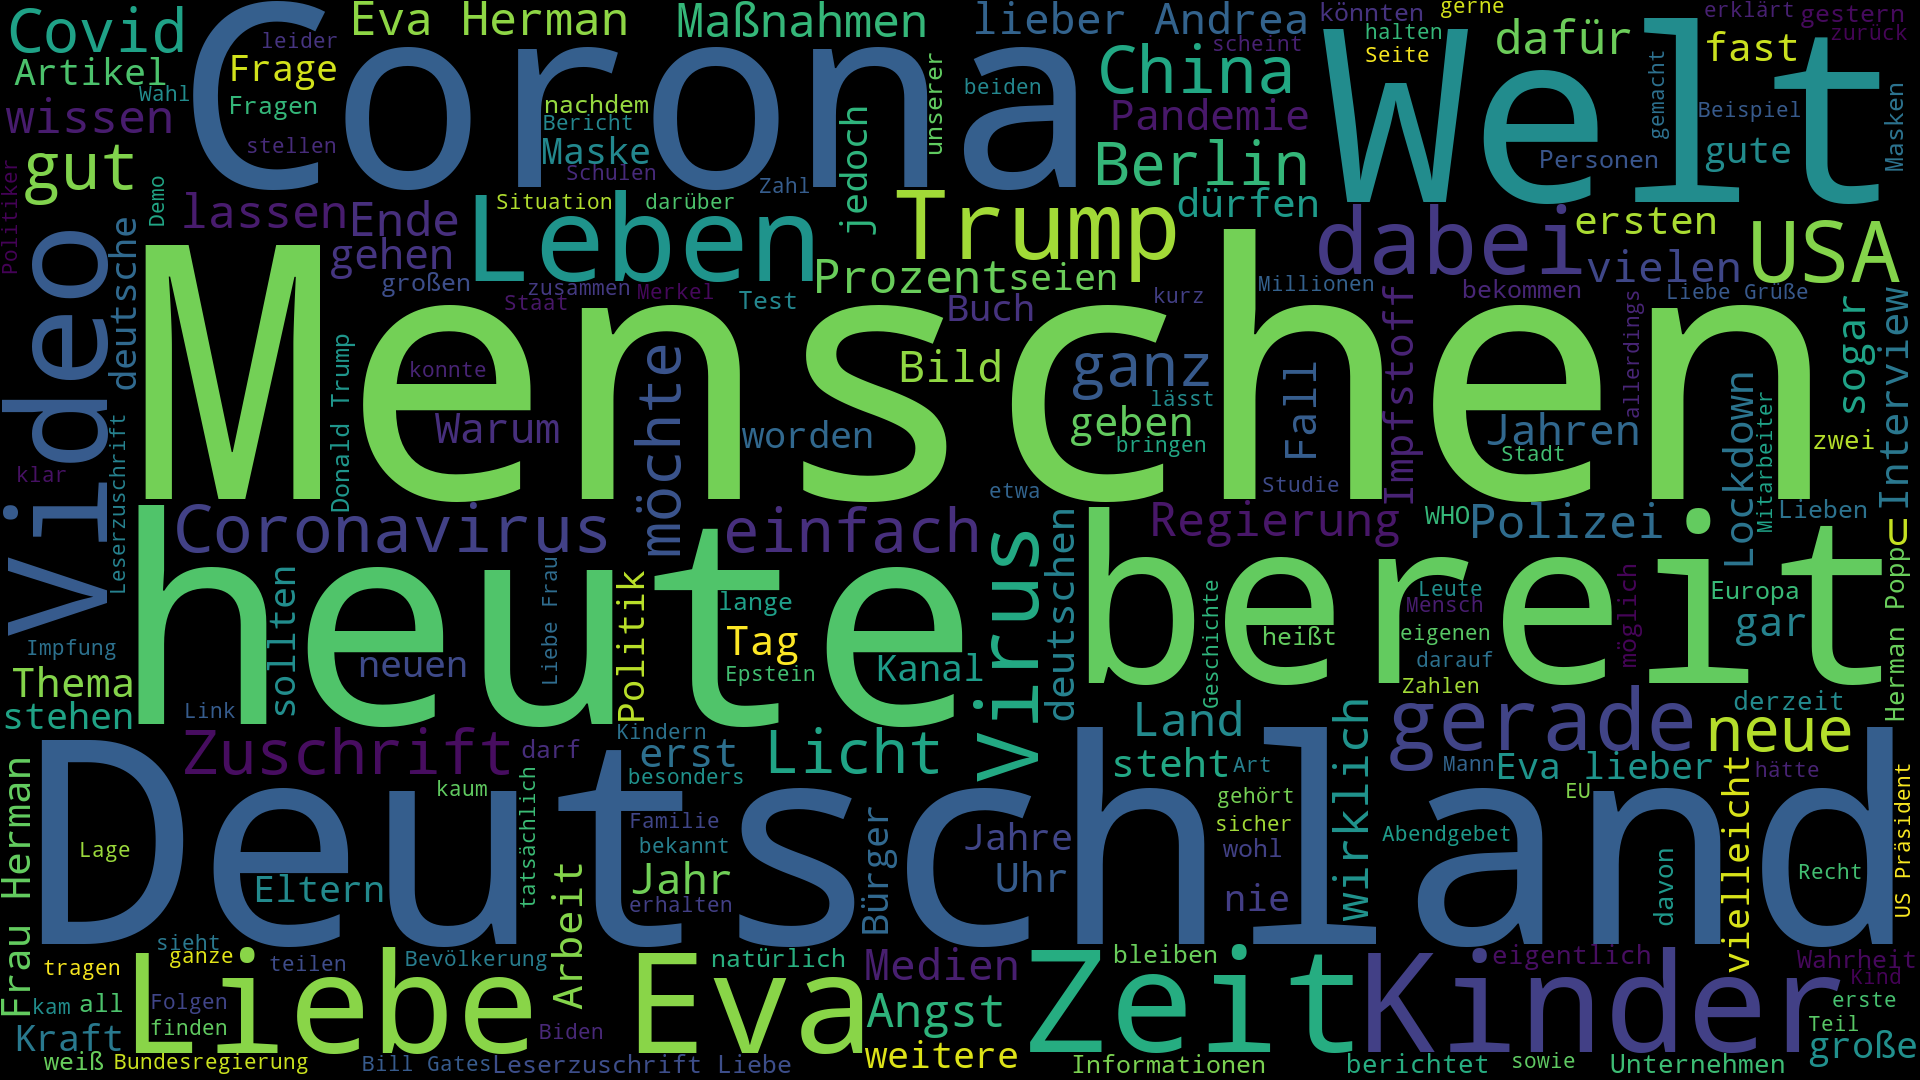 Covid
leider
Eva Herman
Maßnahmen
lieber Andrea
könnten
gerne
erklärt
gestern
zurück
Corona
Welt
halten
Seite
dafür
fast
Artikel
Frage
China
scheint
Wahl
Fragen
nachdem
unserer
beiden
Pandemie
gemacht
Beispiel
Masken
wissen
stellen
Bericht
Maske
Schulen
jedoch
Berlin
Personen
gute
gut
Politiker
Demo
Zahl
lassen
Ende
Situation
darüber
Leben
Trump
dürfen
dabei
ersten
USA
Video
deutsche
gehen
großen
zusammen
Staat
Merkel
Test
Prozent
seien
Buch
kurz
Millionen
Impfstoff
vielen
bekommen
Liebe Grüße
allerdings
sogar
Interview
Menschen
Donald Trump
konnte
möchte
Bild
ganz
lässt
Fall
Warum
worden
geben
bringen
Jahren
Stadt
Lockdown
Mitarbeiter
zwei
klar
Leserzuschrift
etwa
Studie
Coronavirus
einfach
Regierung
WHO
Polizei
Lieben
U
heute
bereit
Virus
deutschen
sollten
Liebe Frau
Politik
lange
Tag
Epstein
Kanal
neuen
Geschichte
heißt
Leute
Mensch
eigenen
darauf
Zahlen
möglich
Europa
gar
Herman Popp
Impfung
Thema
stehen
Link
Zuschrift
darf
Kindern
erst
besonders
Licht
Land
steht
Art
wirklich
gerade
neue
derzeit
Mann
Eva lieber
hätte
EU
Deutschland
Frau Herman
Lage
kaum
tatsächlich
Familie
bekannt
Jahr
erhalten
Eltern
Arbeit
Bürger
Jahre
Uhr
gehört
sicher
wohl
nie
Abendgebet
davon
vielleicht
Recht
US Präsident
sieht
ganze
tragen
teilen
Bevölkerung
Liebe
Eva
natürlich
Medien
Angst
weitere
Zeit
bleiben
Kinder
eigentlich
Wahrheit
Kind
kam
all
Folgen
finden
Kraft
weiß
Bundesregierung
Biden
Bill Gates
Leserzuschrift Liebe
Informationen
berichtet
sowie
Unternehmen
erste
Teil
große